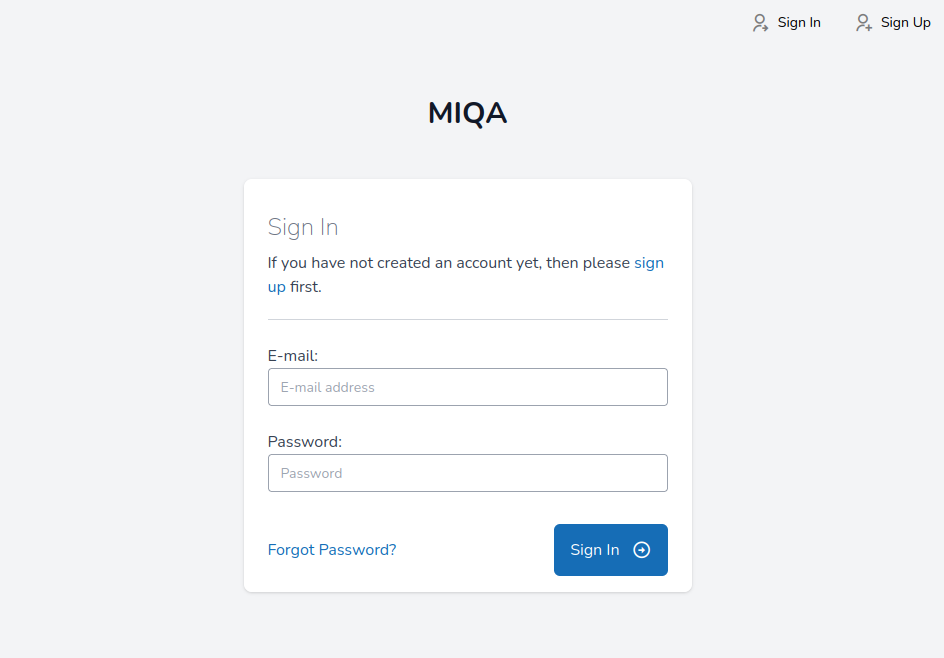 Sign In
Sign Up
MIQA
Sign In
If you have not created an account yet, then please sign
up first.
E-mail:
E-mail address
Password:
Password
Forgot Password?
Sign In